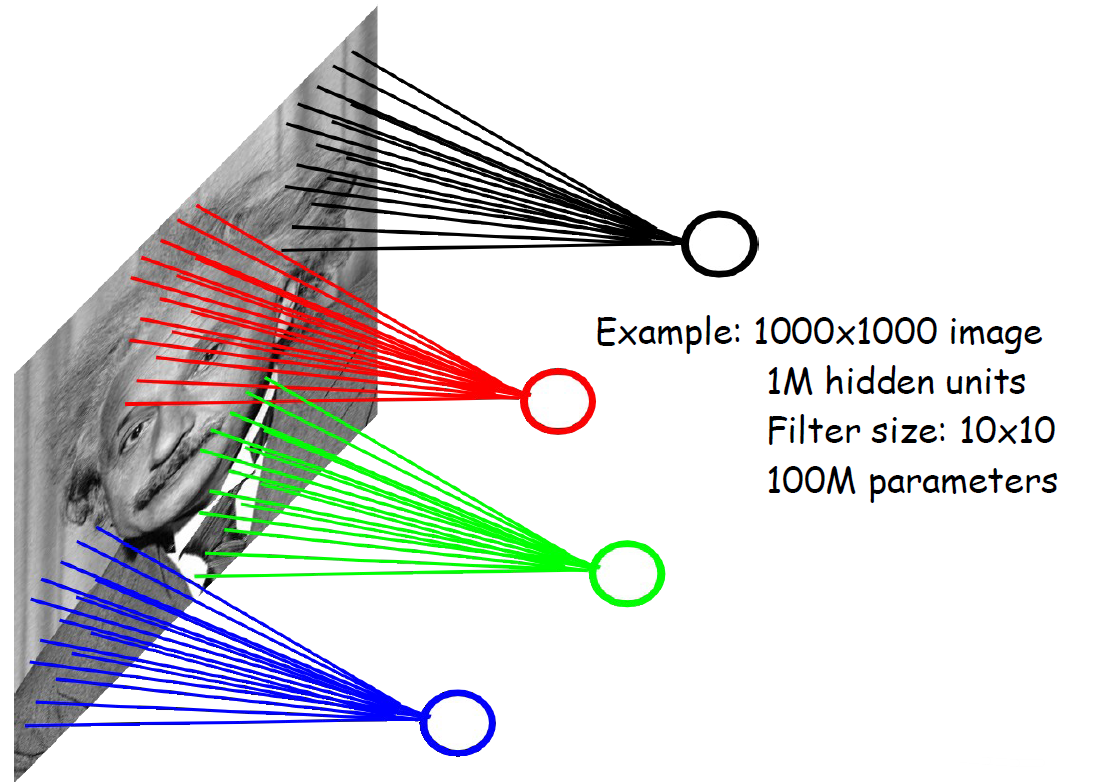 Example: 1000x1000 image
1M hidden units
Filter size: 10x10
100M parameters